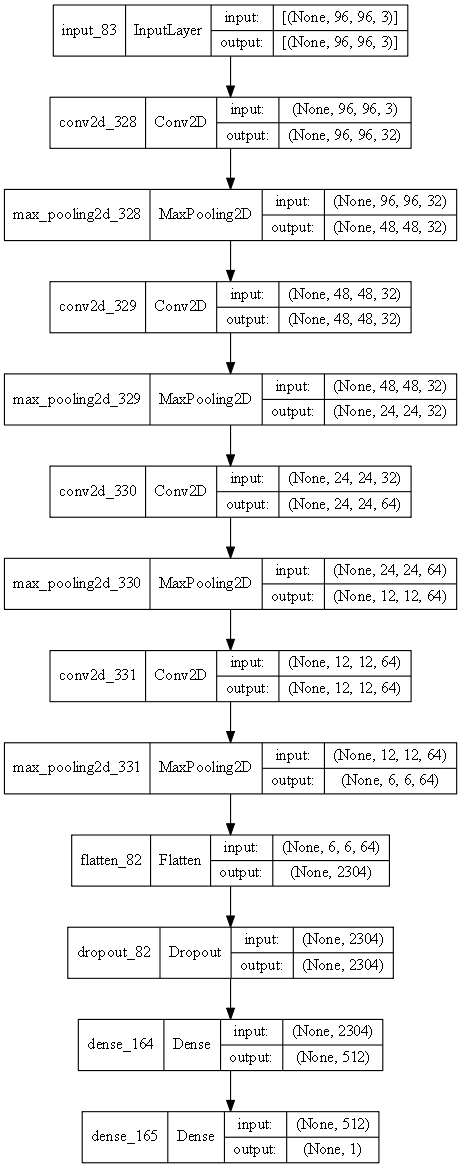 input_83 InputLayer input: [(None, 96, 96, 3)]
output: [(None, 96, 96, 3)]
conv2d_328 Conv2D input: (None, 96, 96, 3)
output: (None, 96, 96, 32)
max_pooling2d_328 MaxPooling2D input: (None, 96, 96, 32)
output: (None, 48, 48, 32)
conv2d_329 Conv2D input: (None, 48, 48, 32)
output: (None, 48, 48, 32)
max_pooling2d_329 MaxPooling2D input: (None, 48, 48, 32)
output: (None, 24, 24, 32)
conv2d_330 Conv2D input: (None, 24, 24, 32)
output: (None, 24, 24, 64)
max_pooling2d_330 MaxPooling2D input: (None, 24, 24, 64)
output: (None, 12, 12, 64)
conv2d_331 Conv2D input: (None, 12, 12, 64)
output: (None, 12, 12, 64)
max_pooling2d_331 MaxPooling2D input: (None, 12, 12, 64)
output: (None, 6, 6, 64)
flatten_82 Flatten input: (None, 6, 6, 64)
output: (None, 2304)
dropout_82 Dropout input: (None, 2304)
output: (None, 2304)
dense_164 Dense input: (None, 2304)
output: (None, 512)
dense_165 Dense input: (None, 512)
output: (None, 1)